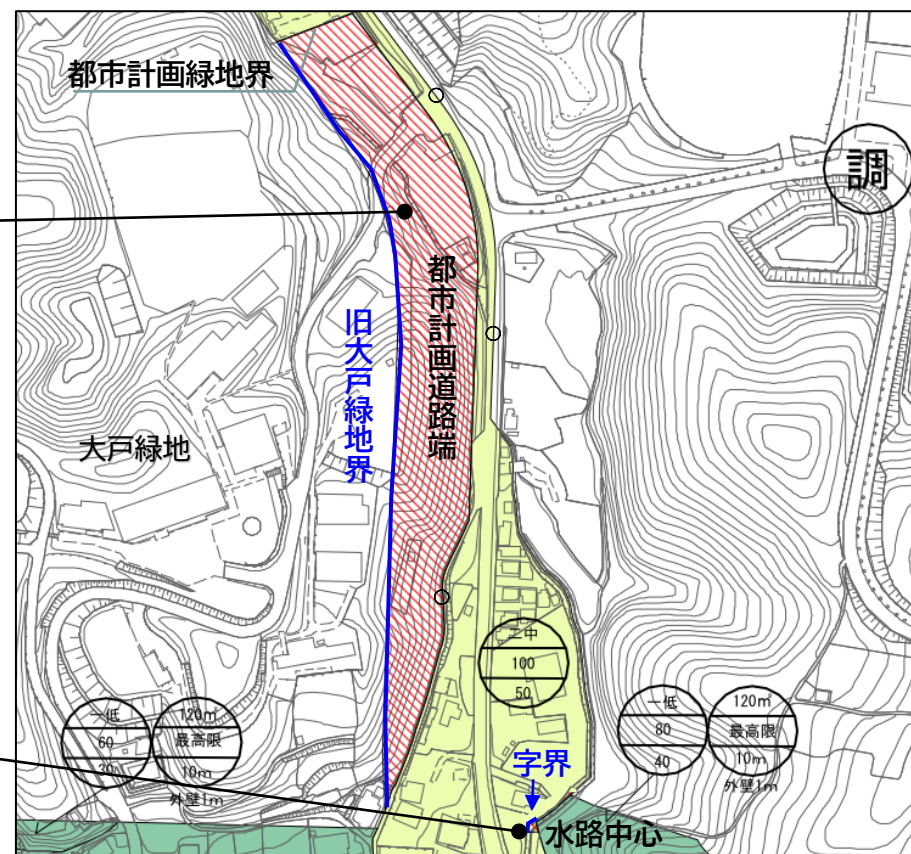 都市計画緑地界
調
都市計画道路端
旧大戸緑地界
大戸緑地
二中
100
50
一低
60
30
120㎡
最高限
10m
外壁1m
一低
80
40
120㎡
最高限
10m
外壁1m
字界
水路中心